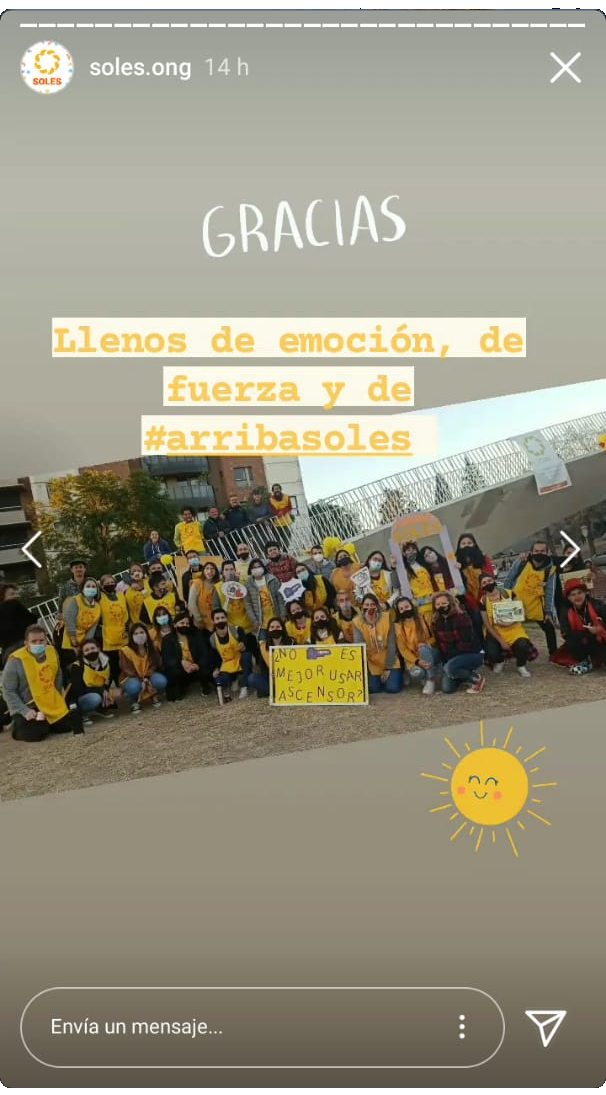 SOLES
soles.ong 14 h
GRACIAS
Llenos de emoción, de
fuerza y de
#arribasoles
¿NO ES
MEJOR USAR
ASCENSOR?
Envía un mensaje...